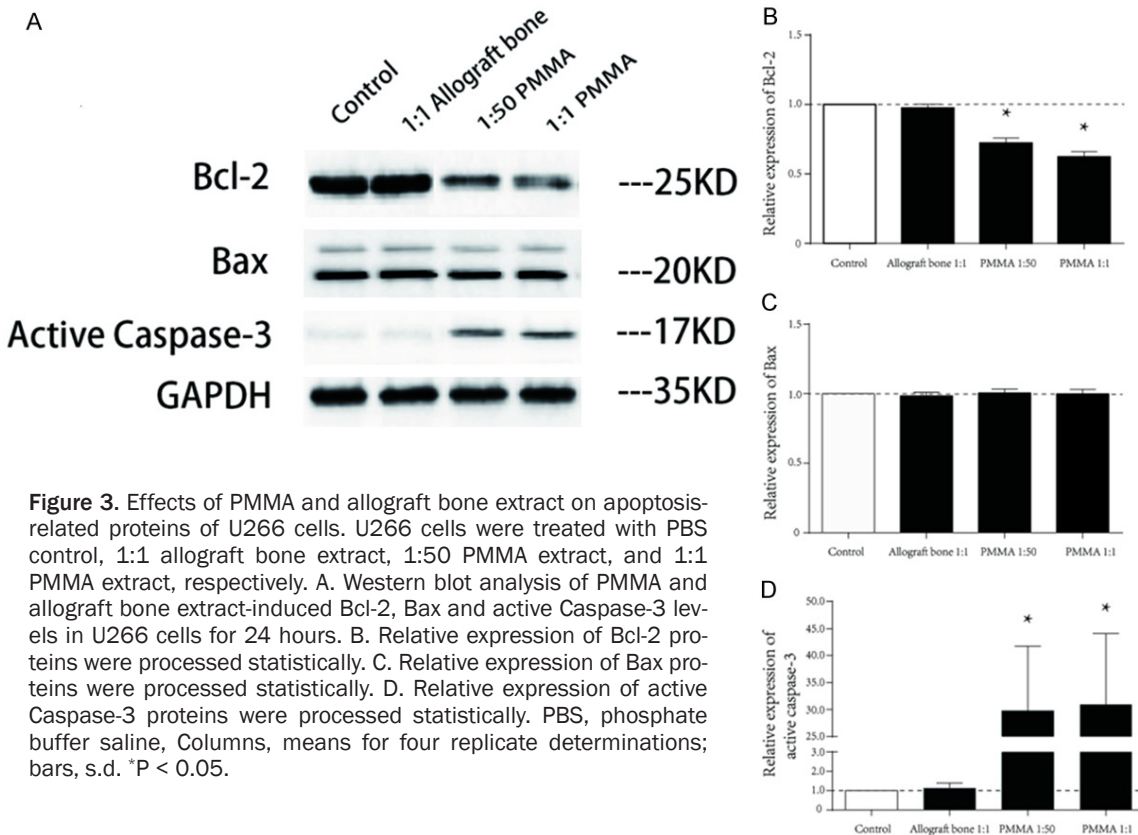 A
Control
1:1 Allograft bone
1:50 PMMA
1:1 PMMA
Bcl-2
---25KD
Bax
---20KD
Active Caspase-3
---17KD
GAPDH
---35KD
Figure 3. Effects of PMMA and allograft bone extract on apoptosis-
related proteins of U266 cells. U266 cells were treated with PBS
control, 1:1 allograft bone extract, 1:50 PMMA extract, and 1:1
PMMA extract, respectively. A. Western blot analysis of PMMA and
allograft bone extract-induced Bcl-2, Bax and active Caspase-3 lev-
els in U266 cells for 24 hours. B. Relative expression of Bcl-2 pro-
teins were processed statistically. C. Relative expression of Bax pro-
teins were processed statistically. D. Relative expression of active
Caspase-3 proteins were processed statistically. PBS, phosphate
buffer saline, Columns, means for four replicate determinations;
bars, s.d. *P < 0.05.
B
Relative expression of Bcl-2
1.5
1.0
0.5
0
* *
Control Allograft bone 1:1 PMMA 1:50 PMMA 1:1
C
Relative expression of Bax
1.5
1.0
0.5
0
Control Allograft bone 1:1 PMMA 1:50 PMMA 1:1
D
Relative expression of
active caspase-3
50.0
45.0
40.0
35.0
30.0
25.0
3.0
2.0
1.0
0
* *
Control Allograft bone 1:1 PMMA 1:50 PMMA 1:1